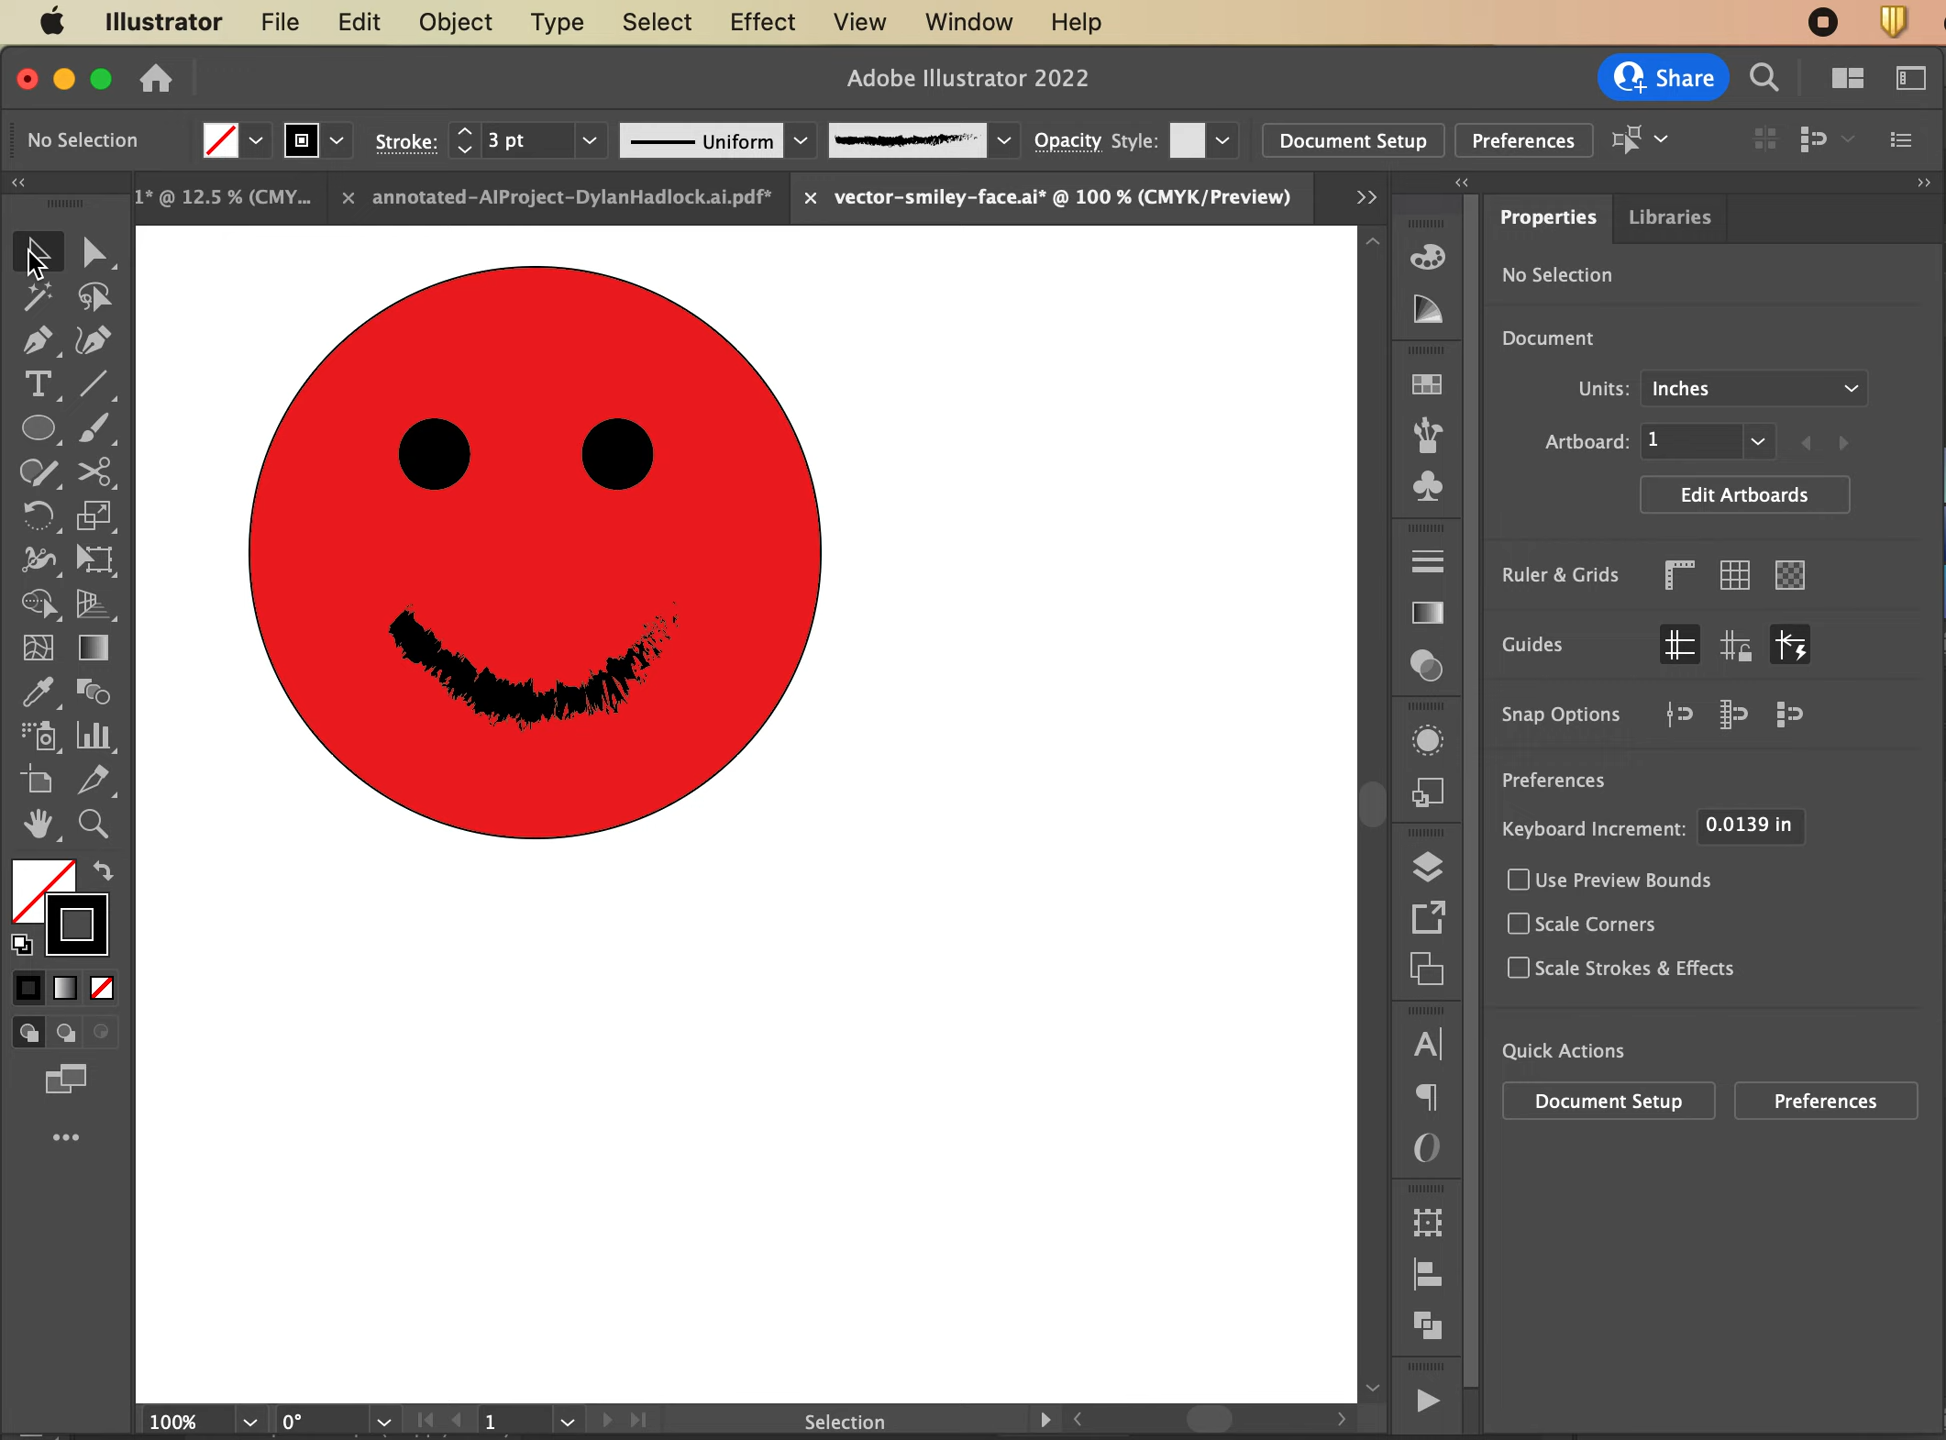 Illustrator File Edit Object Type Select Effect View Window Help
Adobe Illustrator 2022
Share
No Selection
Stroke: 3 pt
Uniform
Opacity Style:
Document Setup
Preferences
1* @ 12.5 % (CMY...
annotated-AIProject-DylanHadlock.ai.pdf*
vector-smiley-face.ai* @ 100 % (CMYK/Preview)
Properties Libraries
No Selection
Document
Units: Inches
Artboard: 1
Edit Artboards
Ruler & Grids
Guides
Snap Options
Preferences
Keyboard Increment: 0.0139 in
Use Preview Bounds
Scale Corners
Scale Strokes & Effects
Quick Actions
Document Setup Preferences
100% 0° 1 Selection